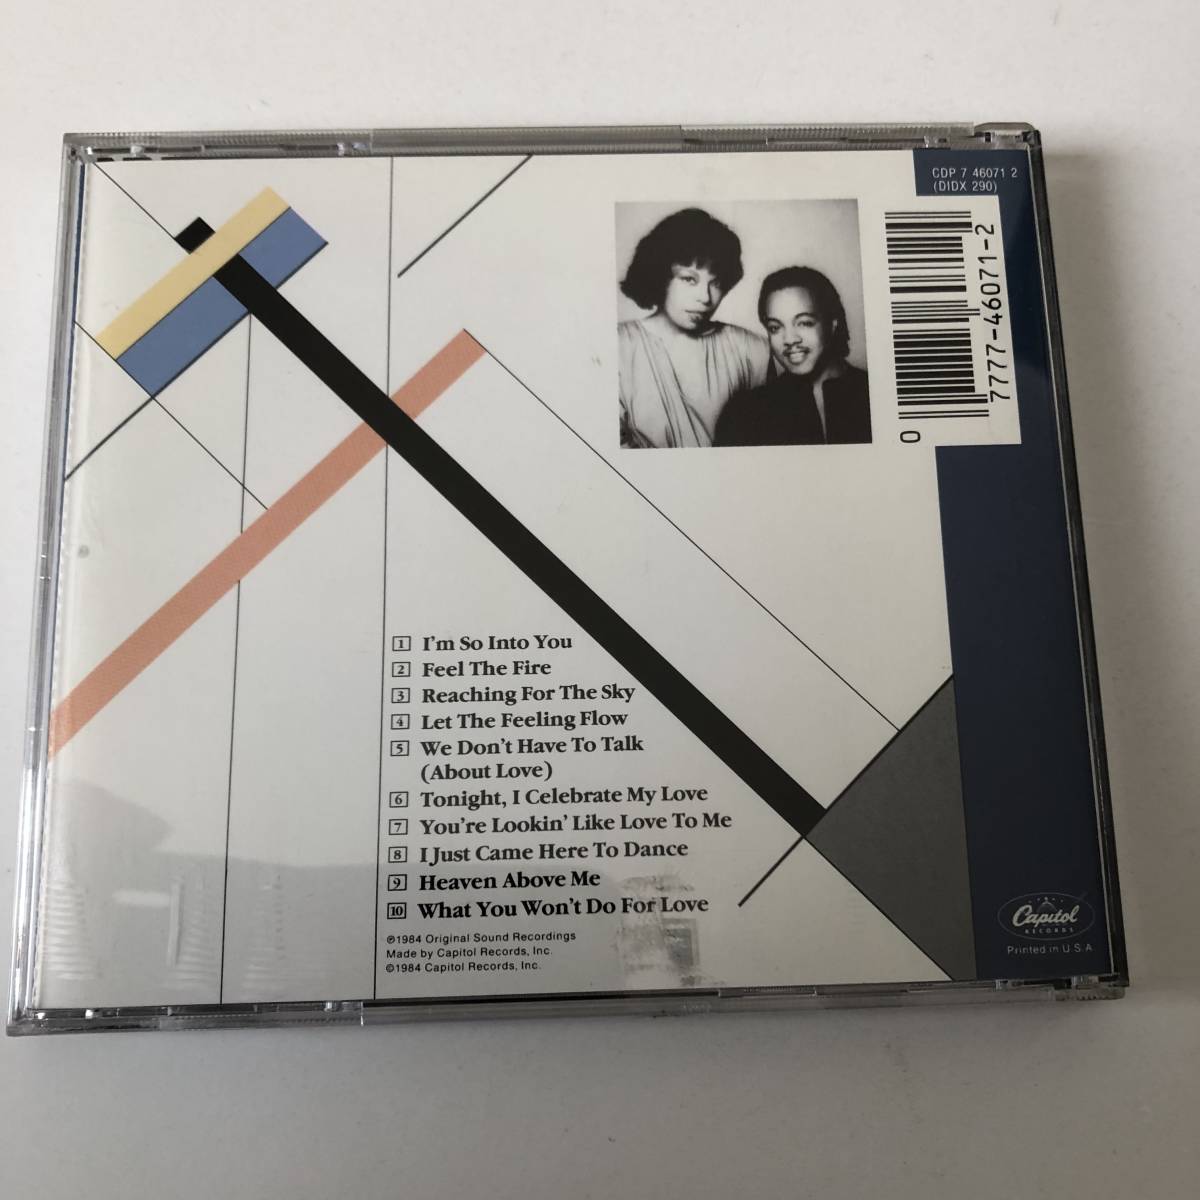 CDP 7 46071 2
(DIDX 290)
0 7777-46071-2
1 I'm So Into You
2 Feel The Fire
3 Reaching For The Sky
4 Let The Feeling Flow
5 We Don't Have To Talk
(About Love)
6 Tonight, I Celebrate My Love
7 You're Lookin' Like Love To Me
8 I Just Came Here To Dance
9 Heaven Above Me
10 What You Won't Do For Love
℗1984 Original Sound Recordings
Made by Capitol Records, Inc.
©1984 Capitol Records, Inc.
Capitol
RECORDS
Printed in U.S.A.